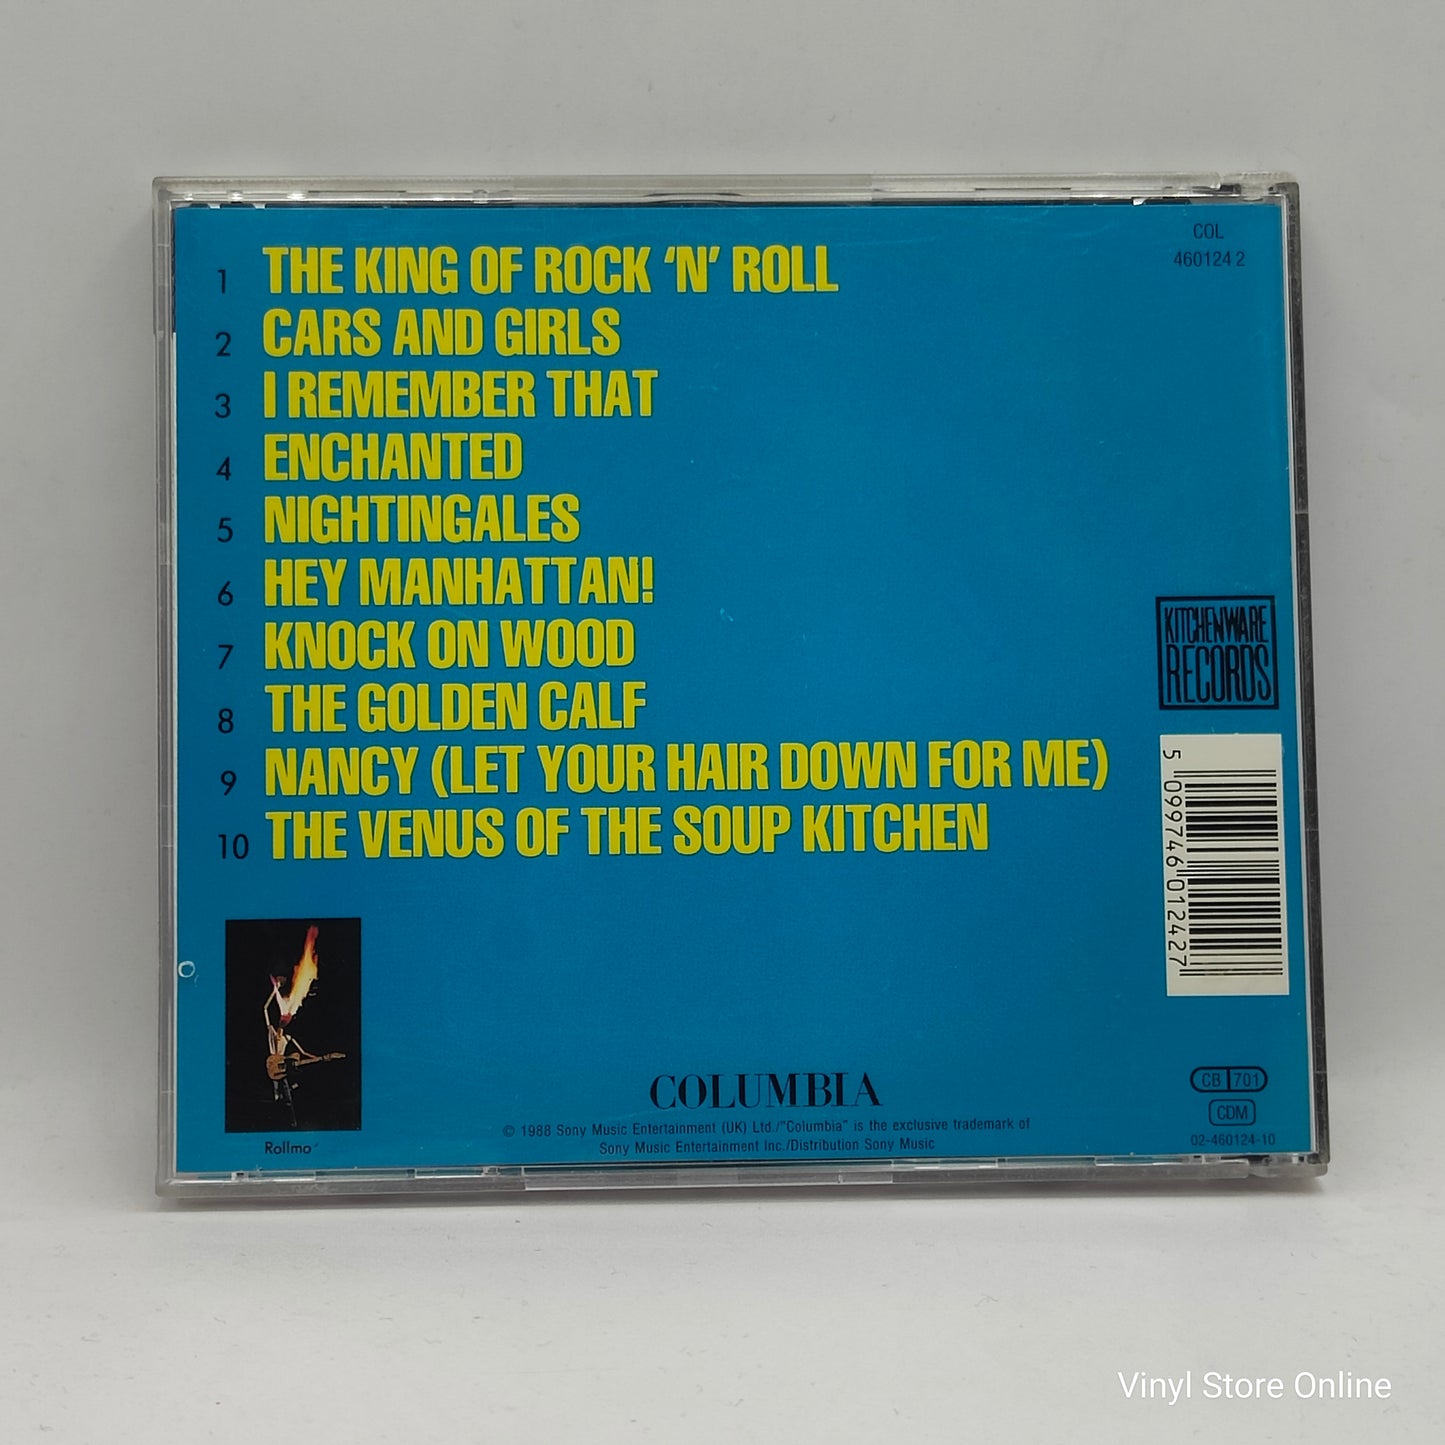 COL
460124 2
1 THE KING OF ROCK ‘N’ ROLL
2 CARS AND GIRLS
3 I REMEMBER THAT
4 ENCHANTED
5 NIGHTINGALES
6 HEY MANHATTAN!
7 KNOCK ON WOOD
8 THE GOLDEN CALF
9 NANCY (LET YOUR HAIR DOWN FOR ME)
10 THE VENUS OF THE SOUP KITCHEN
KITCHENWARE
RECORDS
5 099746 012427
Rollmo
COLUMBIA
© 1988 Sony Music Entertainment (UK) Ltd./"Columbia" is the exclusive trademark of
Sony Music Entertainment Inc./Distribution Sony Music
CB 701
CDM
02-460124-10
Vinyl Store Online